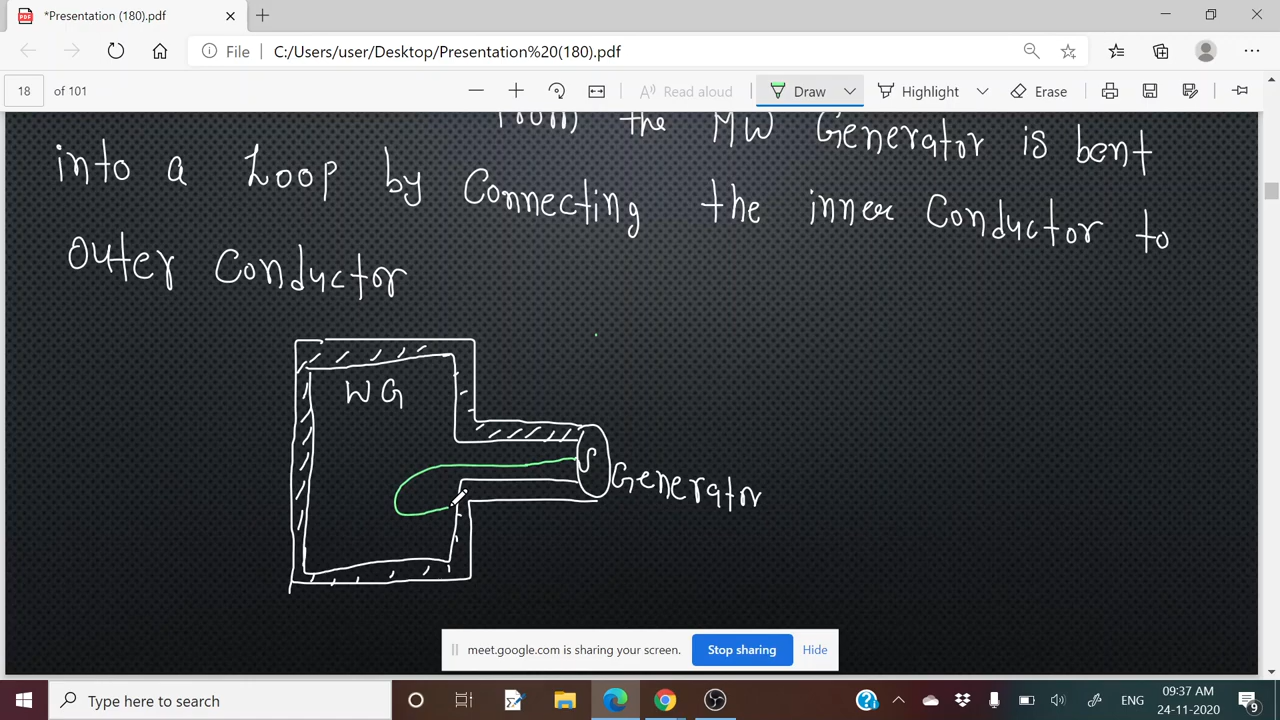 *Presentation (180).pdf
File C:/Users/user/Desktop/Presentation%20(180).pdf
18 of 101
Read aloud Draw Highlight Erase
the MW Generator is bent
into a Loop by Connecting the inner Conductor to
outer Conductor
WG
S
Generator
meet.google.com is sharing your screen. Stop sharing Hide
Type here to search
ENG
09:37 AM
24-11-2020
9